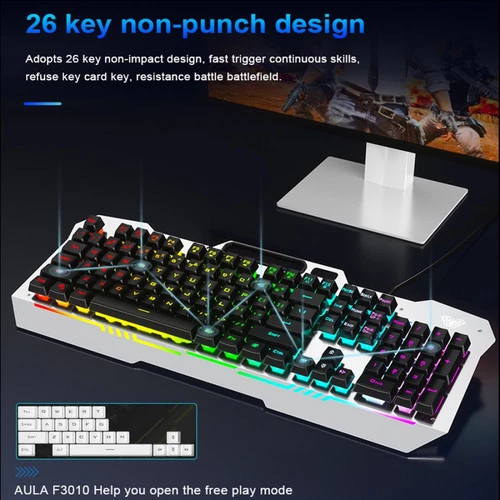 26 key non-punch design
Adopts 26 key non-impact design, fast trigger continuous skills,
refuse key card key, resistance battle battlefield.
AULA F3010 Help you open the free play mode